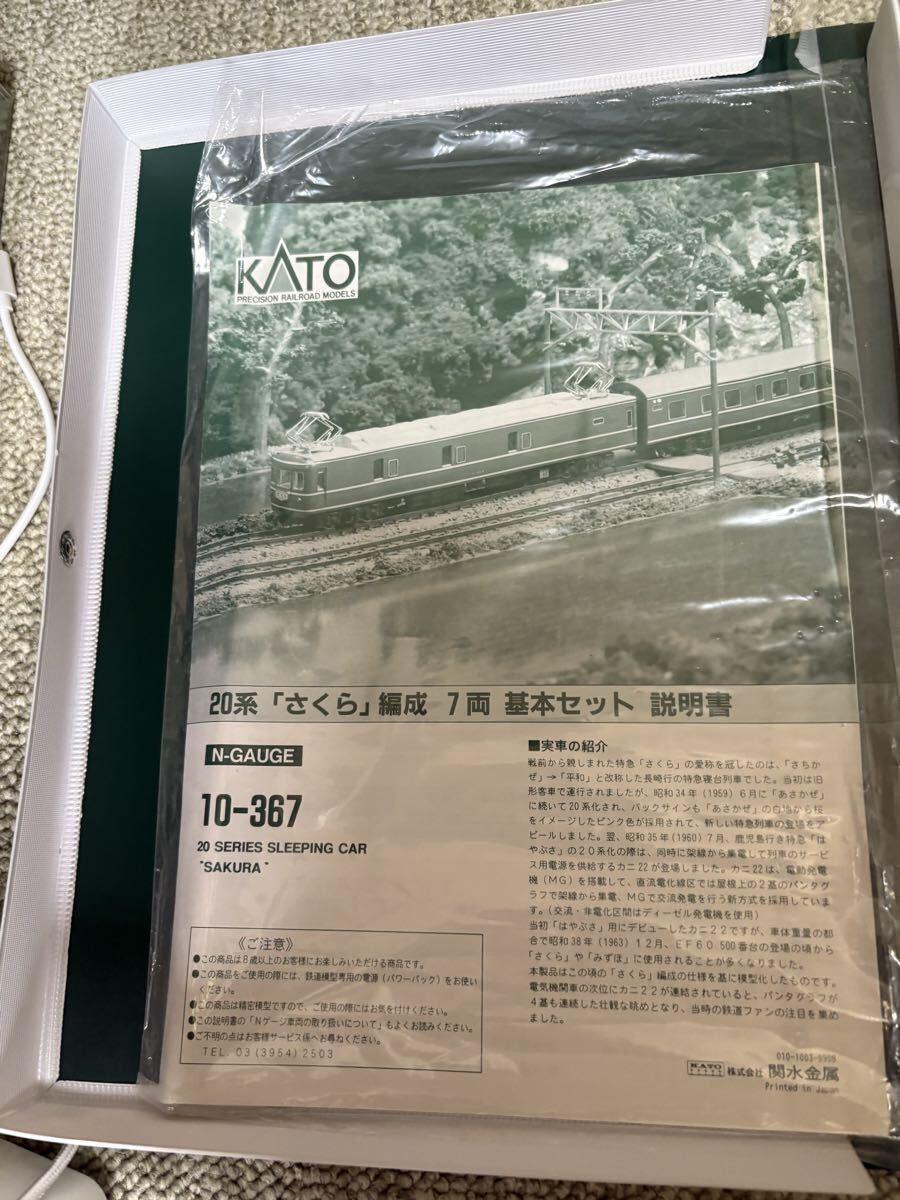 KATO
PRECISION RAILROAD MODELS
20系「さくら」編成 7両 基本セット 説明書
N-GAUGE
10-367
20 SERIES SLEEPING CAR
"SAKURA"
《ご注意》
●この商品は8歳以上のお客様にお楽しみいただける商品です。
●この商品をご使用の際には、鉄道模型専用の電源（パワーパック）をお使い
ください。
●この商品は精密模型ですので、ご使用の際にはお気を付けください。
●この説明書の「Nゲージ車両の取り扱いについて」もよくお読みください。
●ご不明の点はお客様サービス係へお尋ねください。
TEL. 03(3954)2503
■実車の紹介
戦前から親しまれた特急「さくら」の愛称を冠したのは、「さちか
ぜ」→「平和」と改称した長崎行の特急寝台列車でした。当初は旧
形客車で運行されましたが、昭和34年（1959）6月に「あさかぜ」
に続いて20系化され、バックサインも「あさかぜ」の白地から桜
をイメージしたピンク色が採用されて、新しい特急列車の登場をア
ピールしました。翌、昭和35年（1960）7月、鹿児島行き特急「は
やぶさ」の20系化の際は、同時に架線から集電して列車のサービ
ス用電源を供給するカニ22が登場しました。カニ22は、電動発電
機（MG）を搭載して、直流電化線区では屋根上の2基のパンタグ
ラフで架線から集電、MGで交流発電を行う新方式を採用していま
す。（交流・非電化区間はディーゼル発電機を使用）
当初「はやぶさ」用にデビューしたカニ22ですが、車体重量の都
合で昭和38年（1963）12月、EF60 500番台の登場の頃から
「さくら」や「みずほ」に使用されることが多くなりました。
本製品はこの頃の「さくら」編成の仕様を基に模型化したものです。
電気機関車の次位にカニ22が連結されていると、パンタグラフが
4基も連続した壮観な眺めとなり、当時の鉄道ファンの注目を集め
ました。
010-1003-9909
KATO 株式会社 関水金属
Printed in Japan